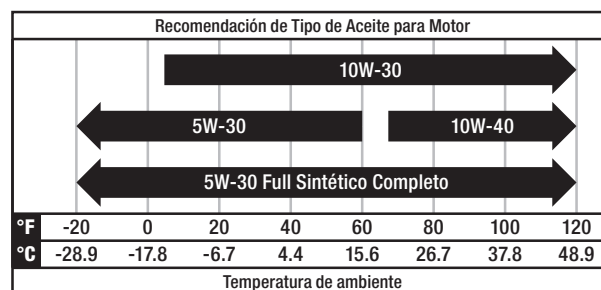 Recomendación de Tipo de Aceite para Motor
10W-30
5W-30 10W-40
5W-30 Full Sintético Completo
°F -20 0 20 40 60 80 100 120
°C -28.9 -17.8 -6.7 4.4 15.6 26.7 37.8 48.9
Temperatura de ambiente